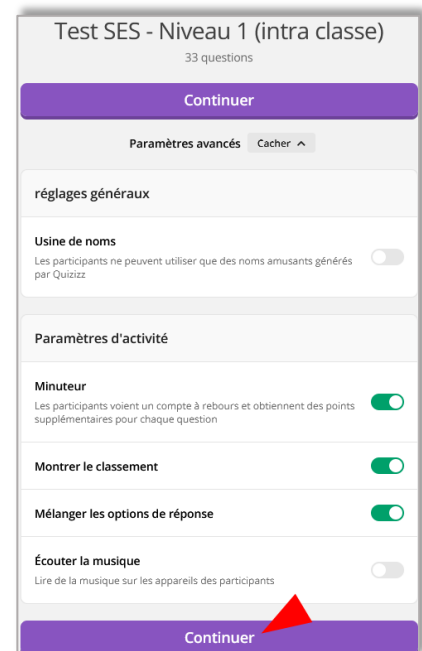 Test SES - Niveau 1 (intra classe)
33 questions
Continuer
Paramètres avancés Cacher
réglages généraux
Usine de noms
Les participants ne peuvent utiliser que des noms amusants générés
par Quizizz
Paramètres d'activité
Minuteur
Les participants voient un compte à rebours et obtiennent des points
supplémentaires pour chaque question
Montrer le classement
Mélanger les options de réponse
Écouter la musique
Lire de la musique sur les appareils des participants
Continuer